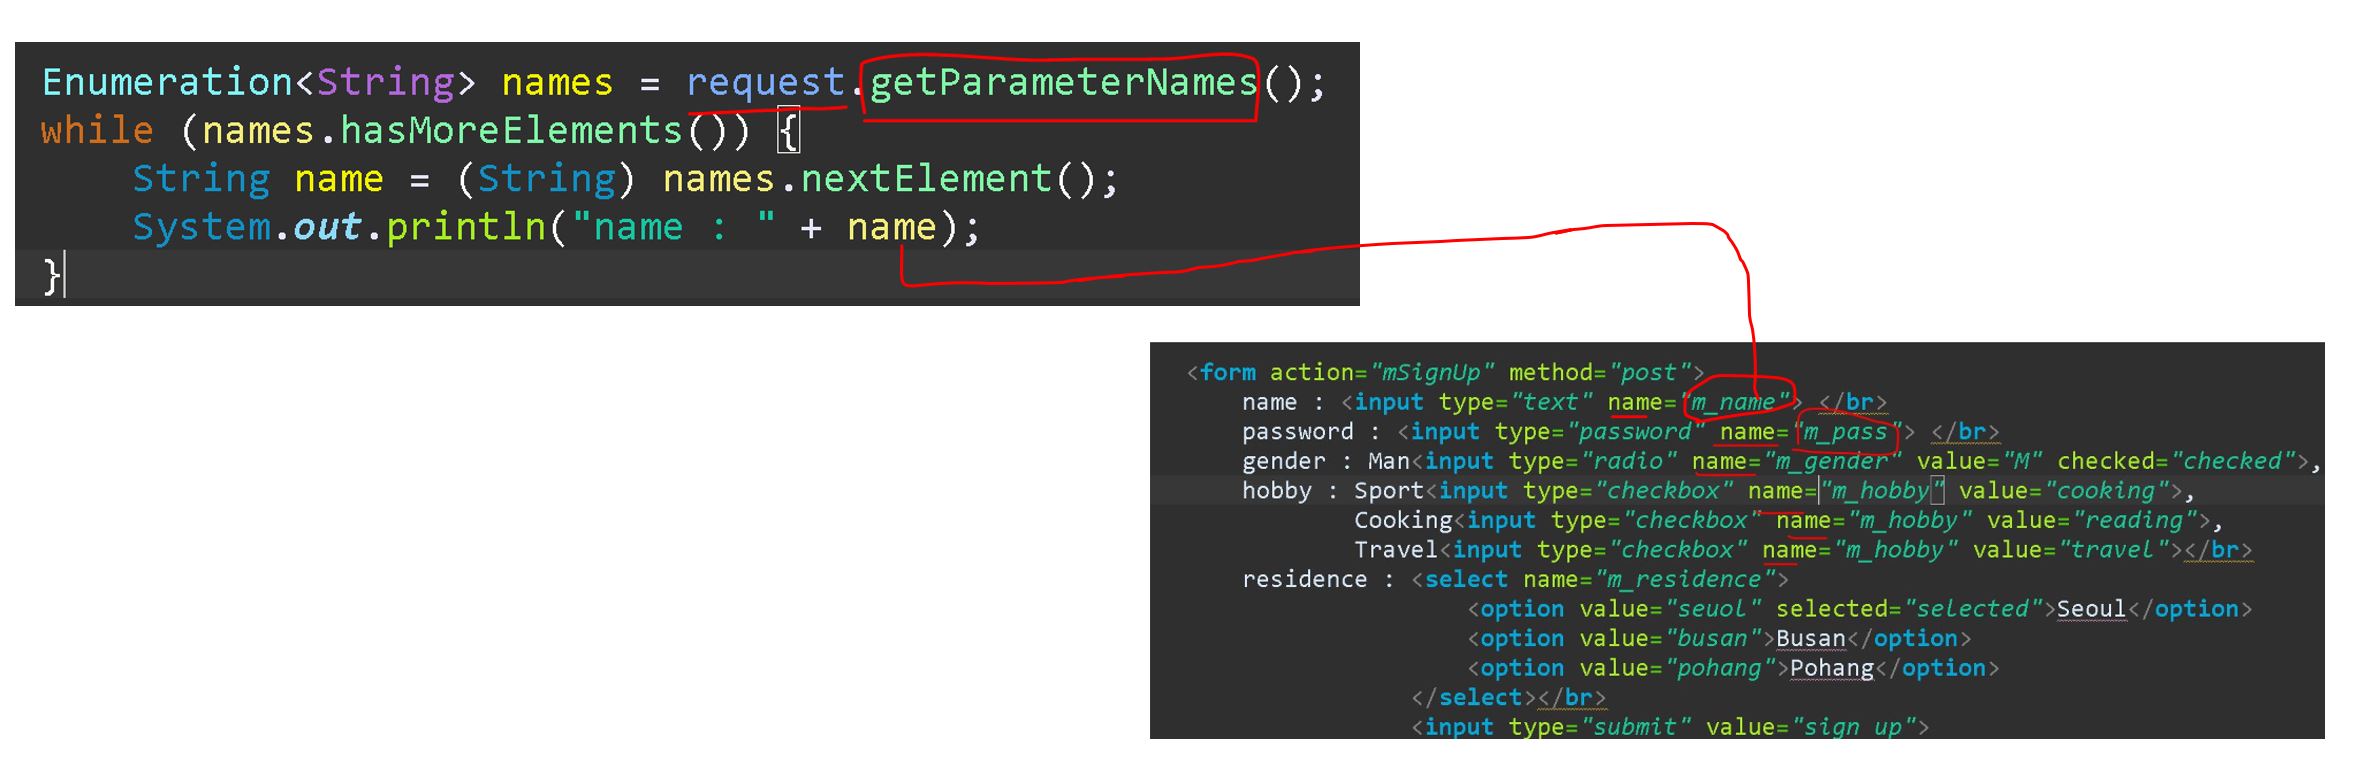 Enumeration<String> names = request.getParameterNames();
while (names.hasMoreElements()) {
String name = (String) names.nextElement();
System.out.println("name : " + name);
}
<form action="mSignUp" method="post">
name : <input type="text" name="m_name"> </br>
password : <input type="password" name="m_pass"> </br>
gender : Man<input type="radio" name="m_gender" value="M" checked="checked">,
hobby : Sport<input type="checkbox" name="m_hobby" value="cooking">,
Cooking<input type="checkbox" name="m_hobby" value="reading">,
Travel<input type="checkbox" name="m_hobby" value="travel"></br>
residence : <select name="m_residence">
<option value="seuol" selected="selected">Seoul</option>
<option value="busan">Busan</option>
<option value="pohang">Pohang</option>
</select></br>
<input type="submit" value="sign up">